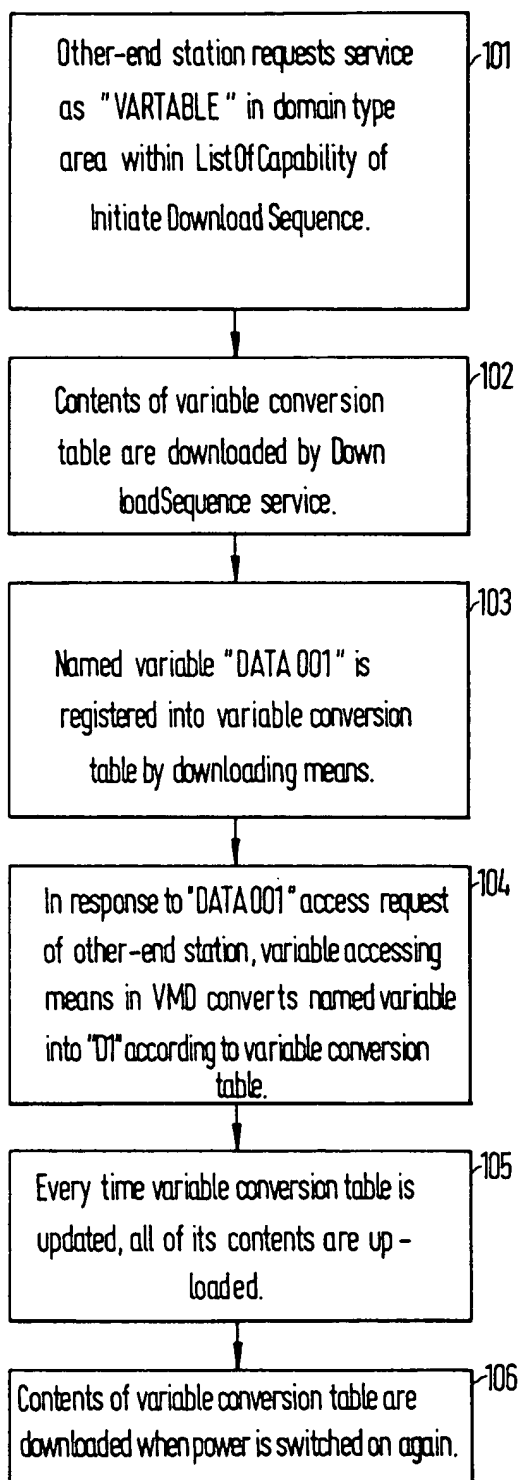 Other-end station requests service
as "VARTABLE" in domain type
area within ListOfCapability of
Initiate Download Sequence.
101
Contents of variable conversion
table are downloaded by Down
loadSequence service.
102
Named variable "DATA 001" is
registered into variable conversion
table by downloading means.
103
In response to "DATA 001" access request
of other-end station, variable accessing
means in VMD converts named variable
into "D1" according to variable conversion
table.
104
Every time variable conversion table is
updated, all of its contents are up-
loaded.
105
Contents of variable conversion table are
downloaded when power is switched on again.
106